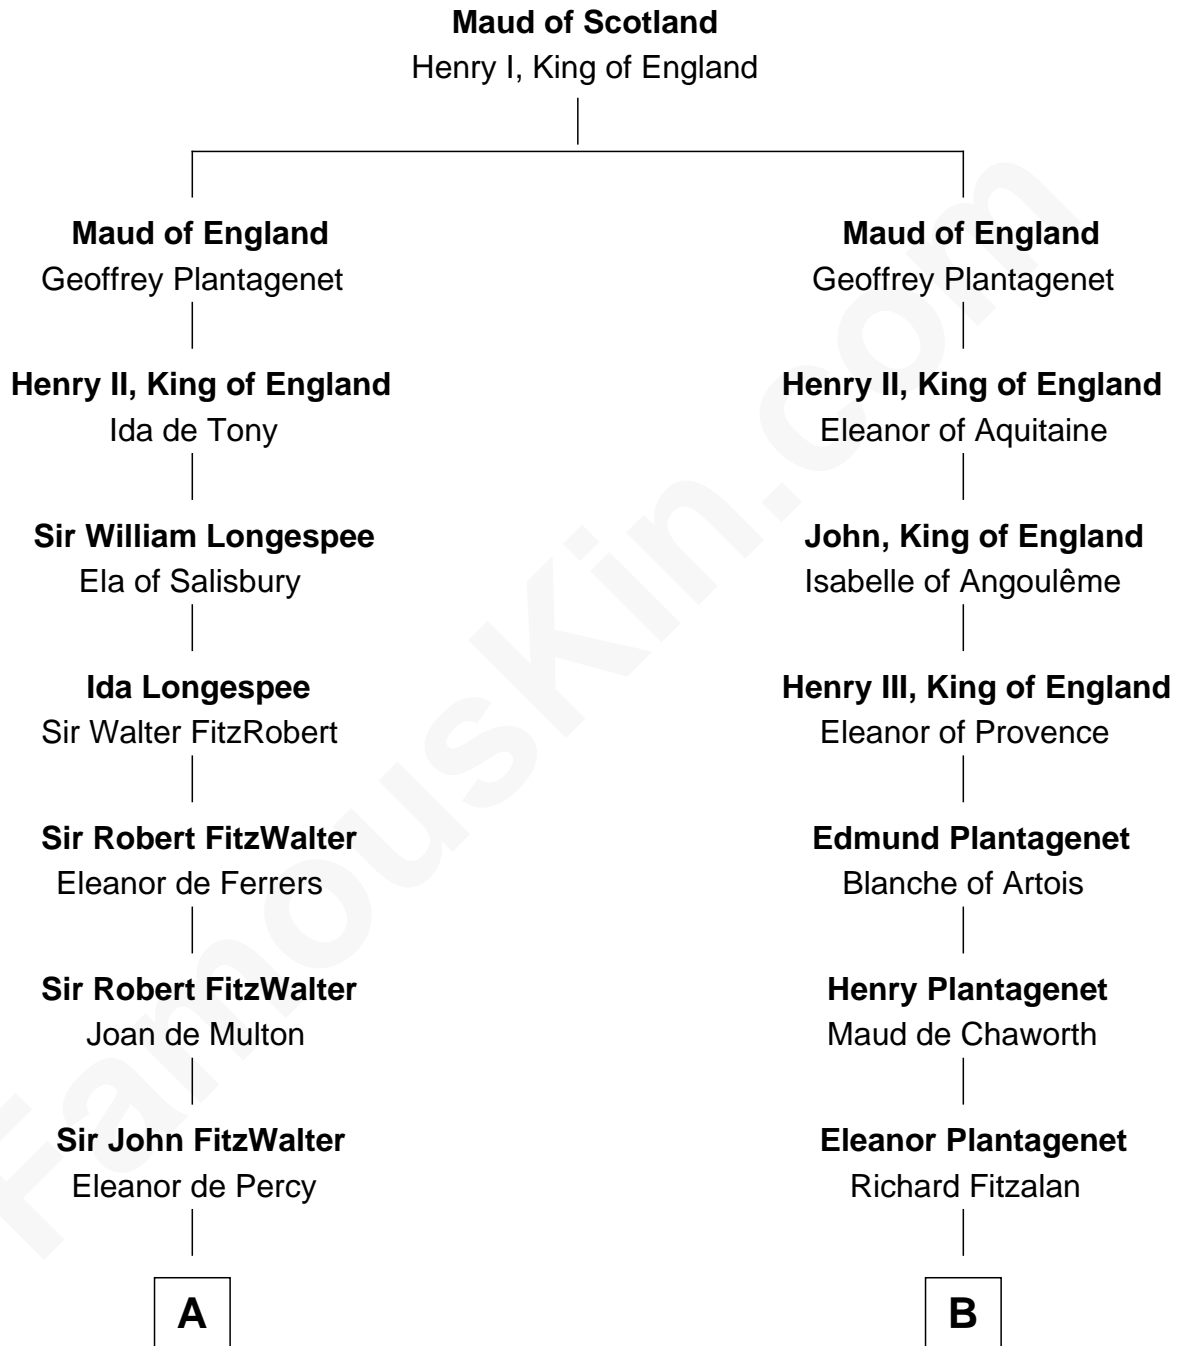 Maud of Scotland
Henry I, King of England
Maud of England
Geoffrey Plantagenet
Henry II, King of England
Ida de Tony
Sir William Longespee
Ela of Salisbury
Ida Longespee
Sir Walter FitzRobert
Sir Robert FitzWalter
Eleanor de Ferrers
Sir Robert FitzWalter
Joan de Multon
Sir John FitzWalter
Eleanor de Percy
A
Maud of England
Geoffrey Plantagenet
Henry II, King of England
Eleanor of Aquitaine
John, King of England
Isabelle of Angoulême
Henry III, King of England
Eleanor of Provence
Edmund Plantagenet
Blanche of Artois
Henry Plantagenet
Maud de Chaworth
Eleanor Plantagenet
Richard Fitzalan
B
FamousKin.com